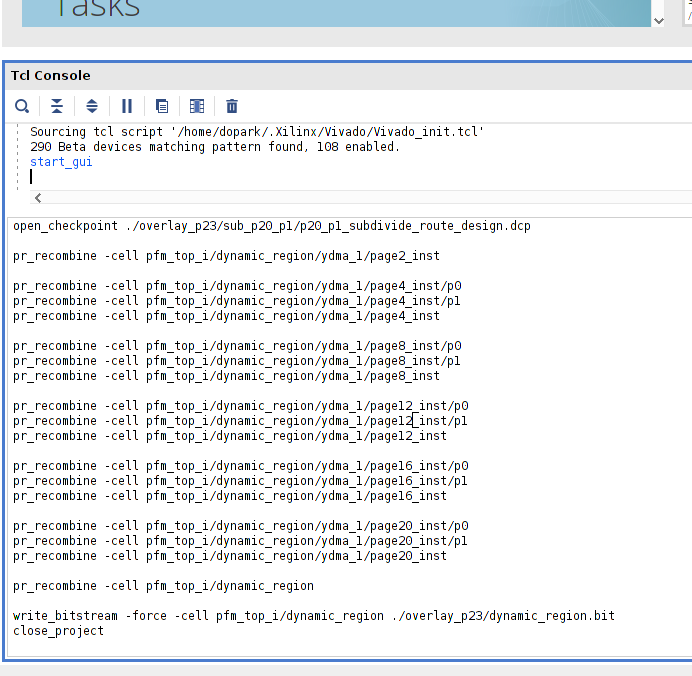 Tasks
Tcl Console
Sourcing tcl script '/home/dopark/.Xilinx/Vivado/Vivado_init.tcl'
290 Beta devices matching pattern found, 108 enabled.
start_gui
open_checkpoint ./overlay_p23/sub_p20_p1/p20_p1_subdivide_route_design.dcp
pr_recombine -cell pfm_top_i/dynamic_region/ydma_1/page2_inst
pr_recombine -cell pfm_top_i/dynamic_region/ydma_1/page4_inst/p0
pr_recombine -cell pfm_top_i/dynamic_region/ydma_1/page4_inst/p1
pr_recombine -cell pfm_top_i/dynamic_region/ydma_1/page4_inst
pr_recombine -cell pfm_top_i/dynamic_region/ydma_1/page8_inst/p0
pr_recombine -cell pfm_top_i/dynamic_region/ydma_1/page8_inst/p1
pr_recombine -cell pfm_top_i/dynamic_region/ydma_1/page8_inst
pr_recombine -cell pfm_top_i/dynamic_region/ydma_1/page12_inst/p0
pr_recombine -cell pfm_top_i/dynamic_region/ydma_1/page12_inst/p1
pr_recombine -cell pfm_top_i/dynamic_region/ydma_1/page12_inst
pr_recombine -cell pfm_top_i/dynamic_region/ydma_1/page16_inst/p0
pr_recombine -cell pfm_top_i/dynamic_region/ydma_1/page16_inst/p1
pr_recombine -cell pfm_top_i/dynamic_region/ydma_1/page16_inst
pr_recombine -cell pfm_top_i/dynamic_region/ydma_1/page20_inst/p0
pr_recombine -cell pfm_top_i/dynamic_region/ydma_1/page20_inst/p1
pr_recombine -cell pfm_top_i/dynamic_region/ydma_1/page20_inst
pr_recombine -cell pfm_top_i/dynamic_region
write_bitstream -force -cell pfm_top_i/dynamic_region ./overlay_p23/dynamic_region.bit
close_project